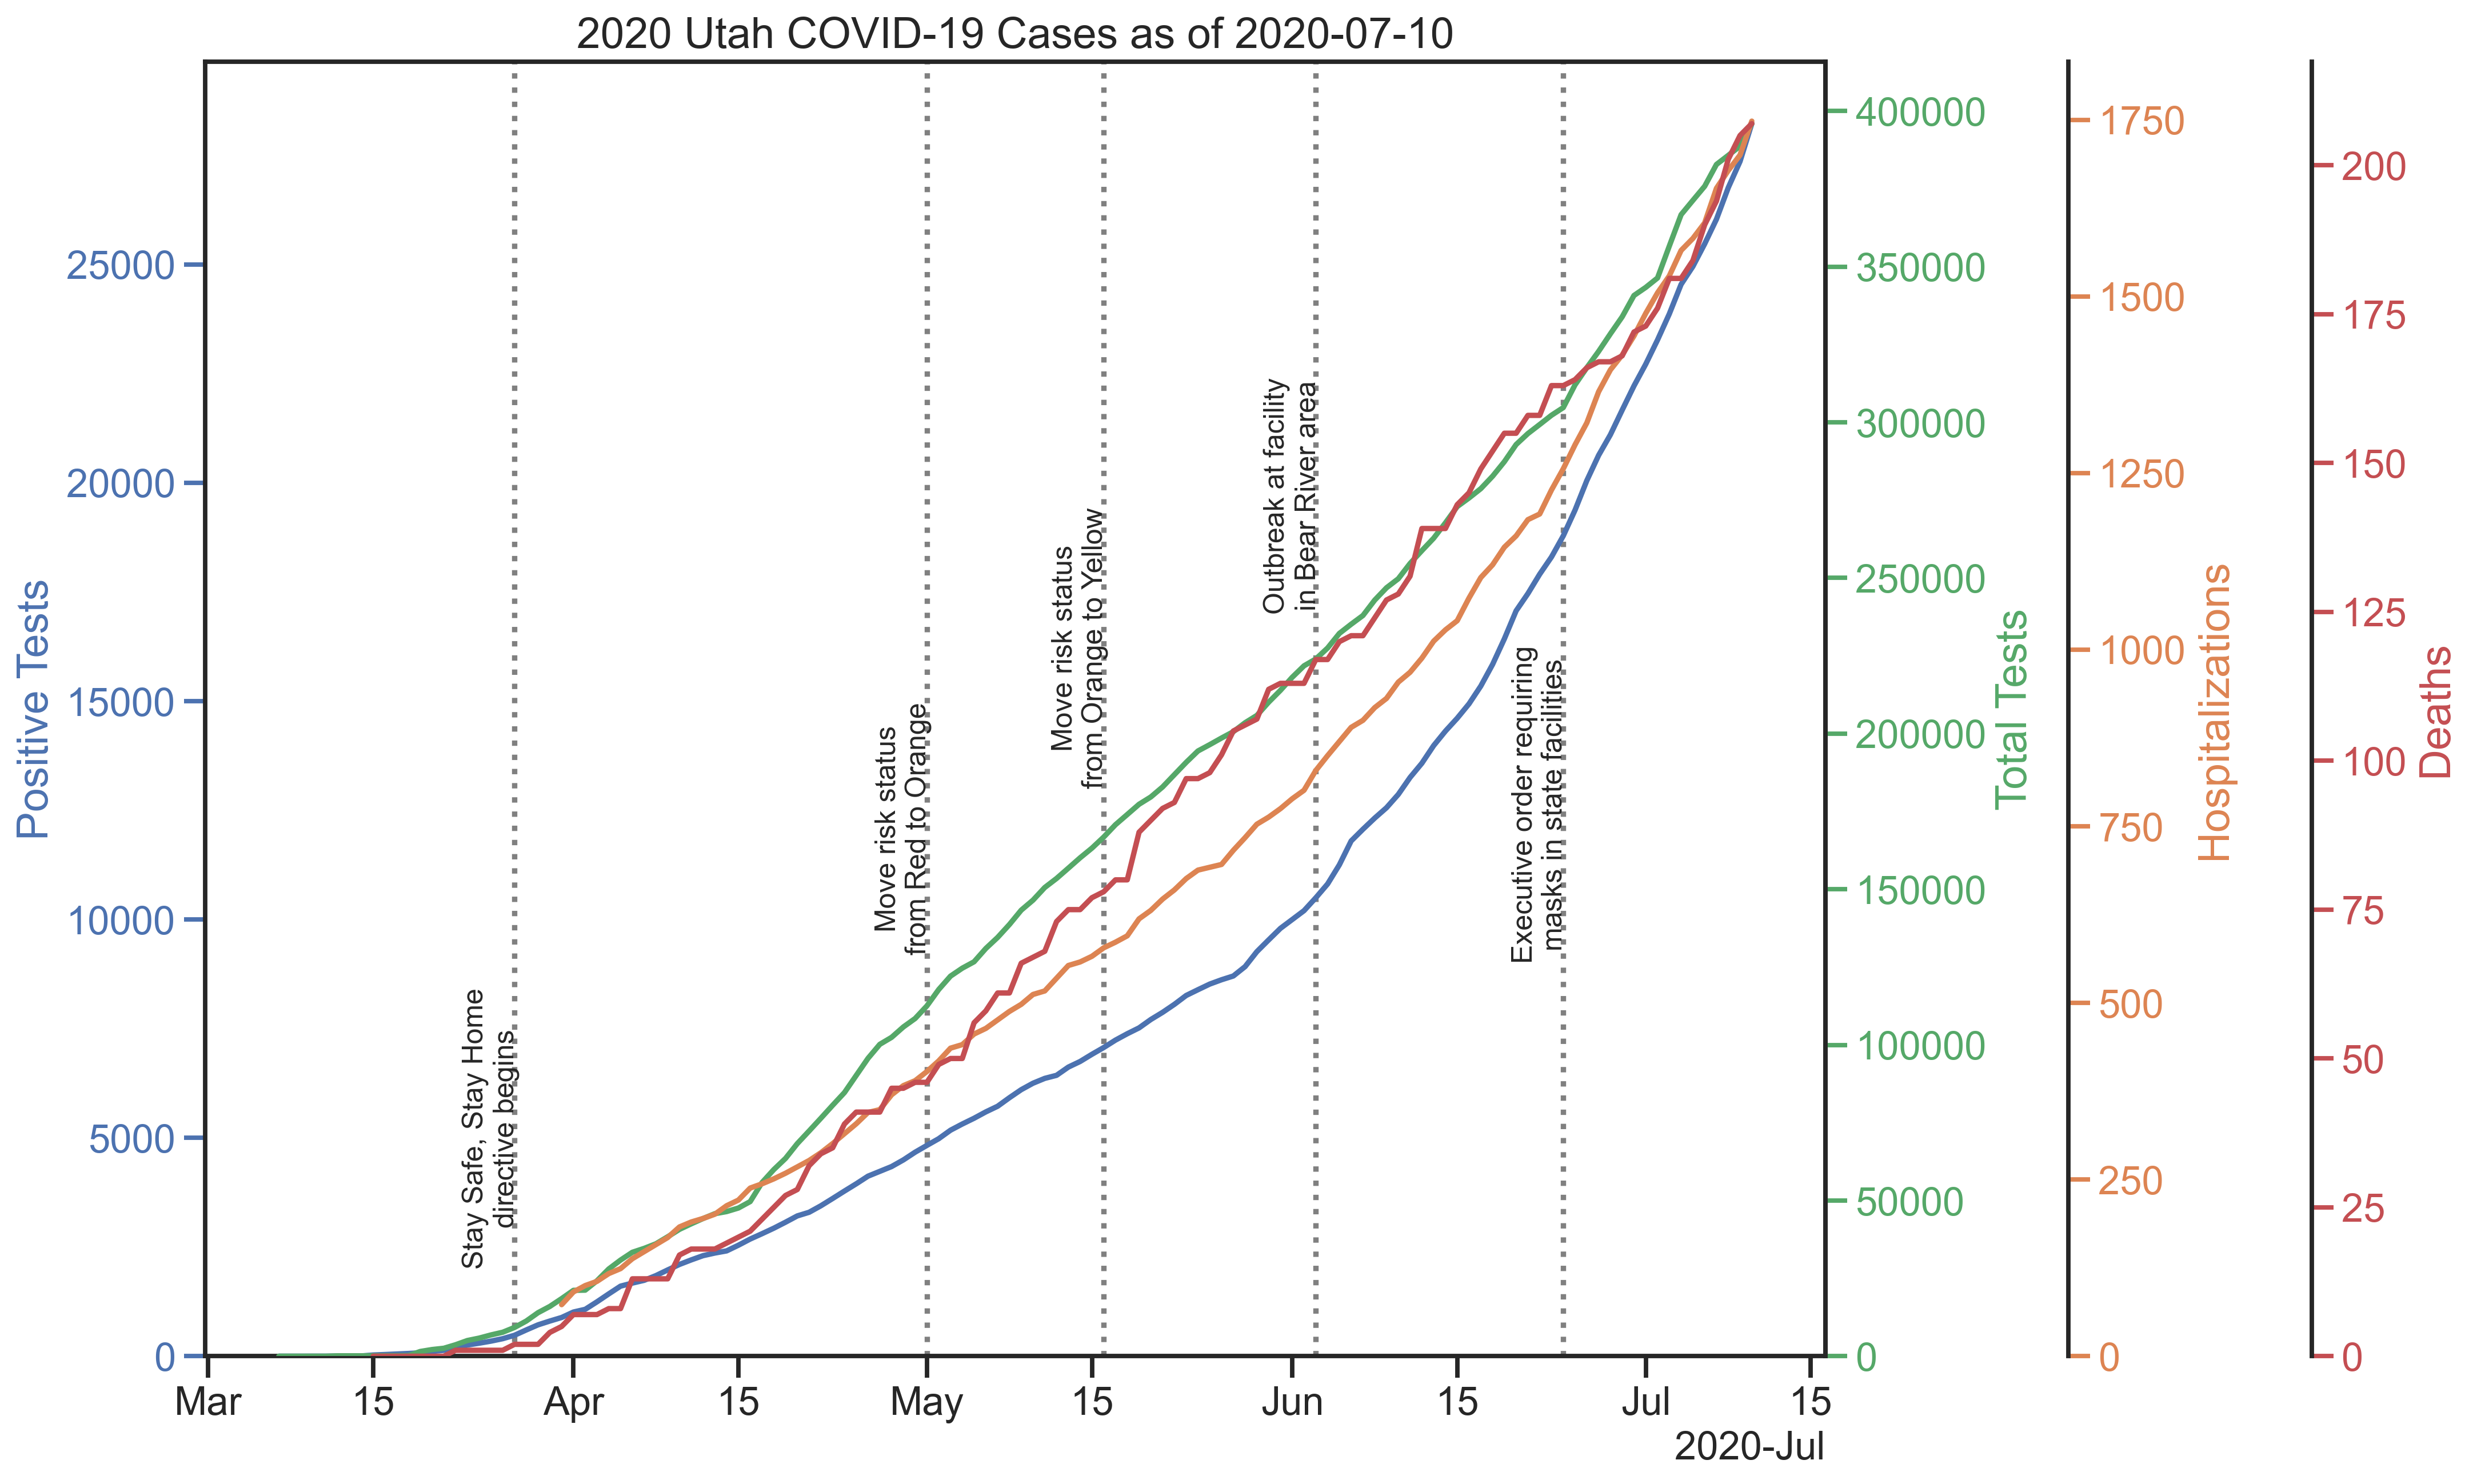 2020 Utah COVID-19 Cases as of 2020-07-10
Positive Tests
25000
20000
15000
10000
5000
0
Stay Safe, Stay Home
directive begins
Move risk status
from Red to Orange
Move risk status
from Orange to Yellow
Outbreak at facility
in Bear River area
Executive order requiring
masks in state facilities
Mar
15
Apr
15
May
15
Jun
15
Jul
15
2020-Jul
400000
350000
300000
250000
200000
150000
100000
50000
0
Total Tests
1750
1500
1250
1000
750
500
250
0
Hospitalizations
200
175
150
125
100
75
50
25
0
Deaths